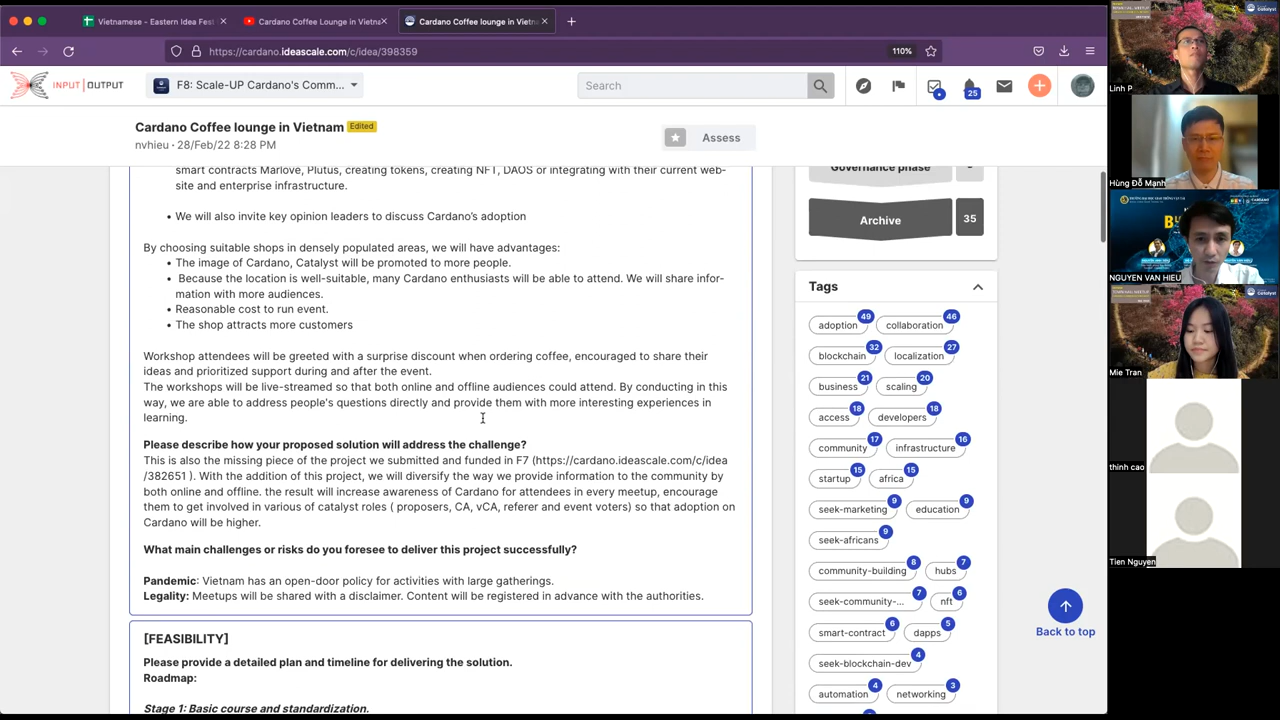 Vietnamese - Eastern Idea Fest
Cardano Coffee Lounge in Vietna
Cardano Coffee lounge in Vietn
https://cardano.ideascale.com/c/idea/398359
110%
INPUT OUTPUT
F8: Scale-UP Cardano's Comm...
Search
25
Cardano Coffee lounge in Vietnam
Edited
nvhieu • 28/Feb/22 8:28 PM
Assess
smart contracts Marlove, Plutus, creating tokens, creating NFT, DAOS or integrating with their current web-
site and enterprise infrastructure.
• We will also invite key opinion leaders to discuss Cardano's adoption
By choosing suitable shops in densely populated areas, we will have advantages:
• The image of Cardano, Catalyst will be promoted to more people.
• Because the location is well-suitable, many Cardano enthusiasts will be able to attend. We will share infor-
mation with more audiences.
• Reasonable cost to run event.
• The shop attracts more customers
Workshop attendees will be greeted with a surprise discount when ordering coffee, encouraged to share their
ideas and prioritized support during and after the event.
The workshops will be live-streamed so that both online and offline audiences could attend. By conducting in this
way, we are able to address people's questions directly and provide them with more interesting experiences in
learning.
Please describe how your proposed solution will address the challenge?
This is also the missing piece of the project we submitted and funded in F7 (https://cardano.ideascale.com/c/idea
/382651 ). With the addition of this project, we will diversify the way we provide information to the community by
both online and offline. the result will increase awareness of Cardano for attendees in every meetup, encourage
them to get involved in various of catalyst roles ( proposers, CA, vCA, referer and event voters) so that adoption on
Cardano will be higher.
What main challenges or risks do you foresee to deliver this project successfully?
Pandemic: Vietnam has an open-door policy for activities with large gatherings.
Legality: Meetups will be shared with a disclaimer. Content will be registered in advance with the authorities.
[FEASIBILITY]
Please provide a detailed plan and timeline for delivering the solution.
Roadmap:
Stage 1: Basic course and standardization.
Governance phase
Archive 35
Tags
adoption 49
collaboration 46
blockchain 32
localization 27
business 21
scaling 20
access 18
developers 18
community 17
infrastructure 16
startup 15
africa 15
seek-marketing 9
education 9
seek-africans 9
community-building 8
hubs 7
seek-community-... 7
nft 6
smart-contract 6
dapps 5
seek-blockchain-dev 4
automation 4
networking 3
Back to top
Linh P
Hùng Đỗ Mạnh
NGUYEN VAN HIEU
Mie Tran
thinh cao
Tien Nguyen